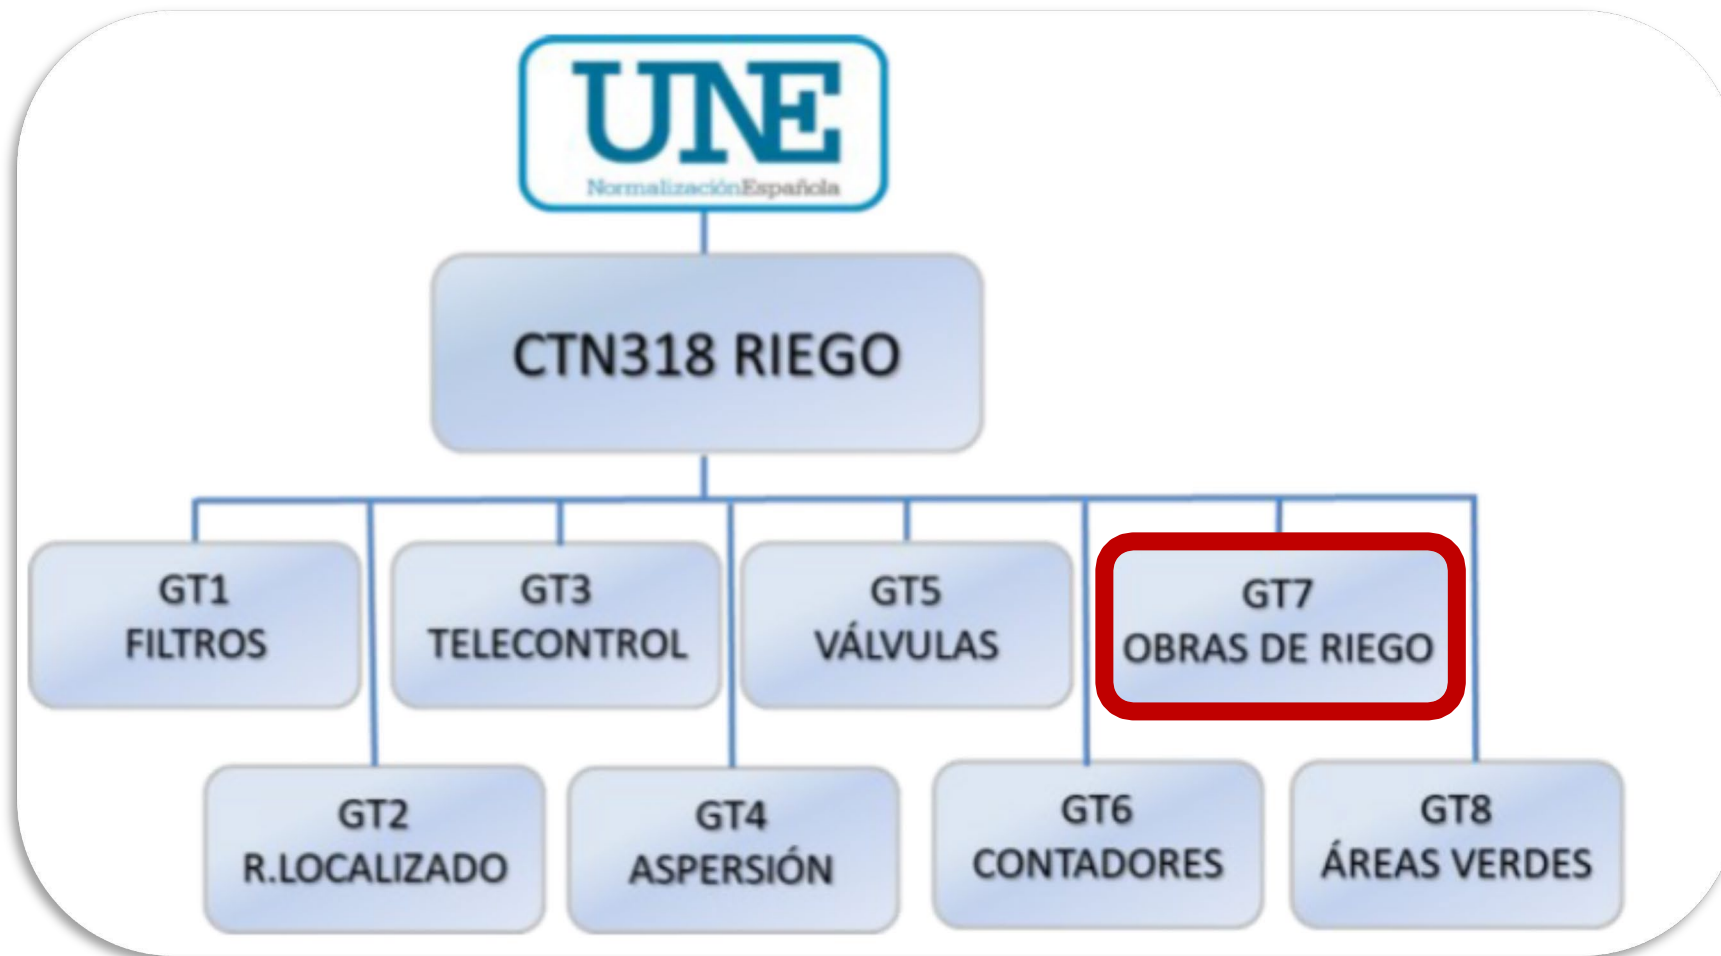 UNE
NormalizaciónEspañola
CTN318 RIEGO
GT1
FILTROS
GT3
TELECONTROL
GT5
VÁLVULAS
GT7
OBRAS DE RIEGO
GT2
R.LOCALIZADO
GT4
ASPERSIÓN
GT6
CONTADORES
GT8
ÁREAS VERDES